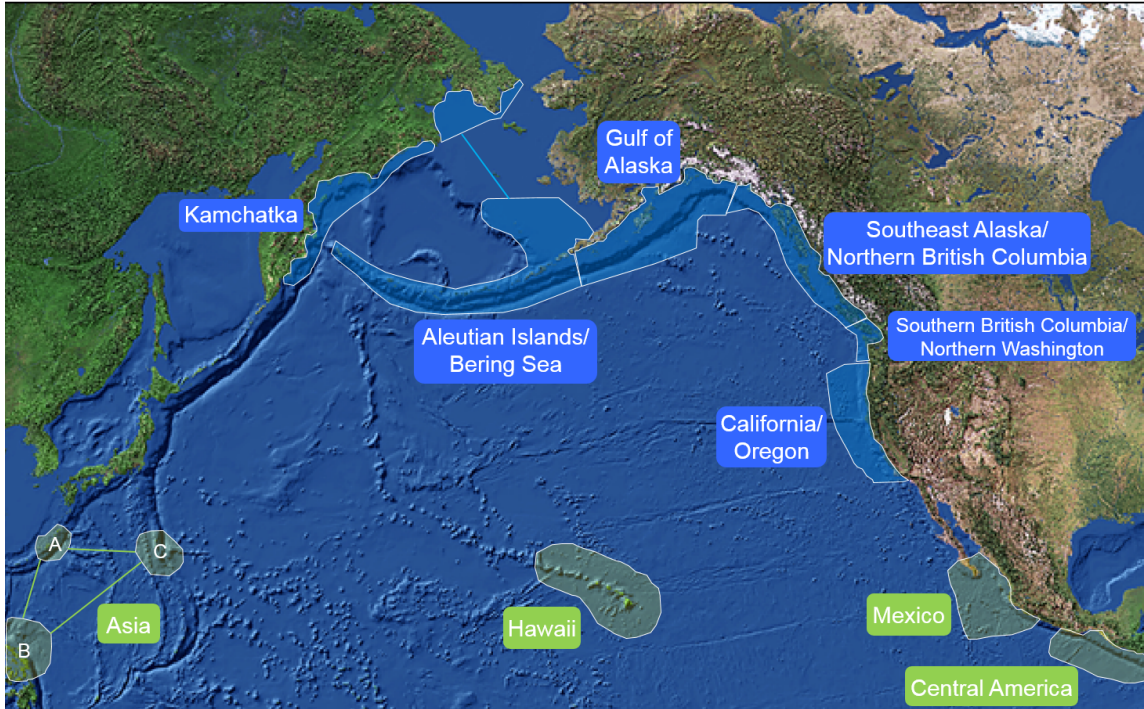 Gulf of
Alaska
Kamchatka
Southeast Alaska/
Northern British Columbia
Southern British Columbia/
Northern Washington
Aleutian Islands/
Bering Sea
California/
Oregon
A
C
B
Asia
Hawaii
Mexico
Central America